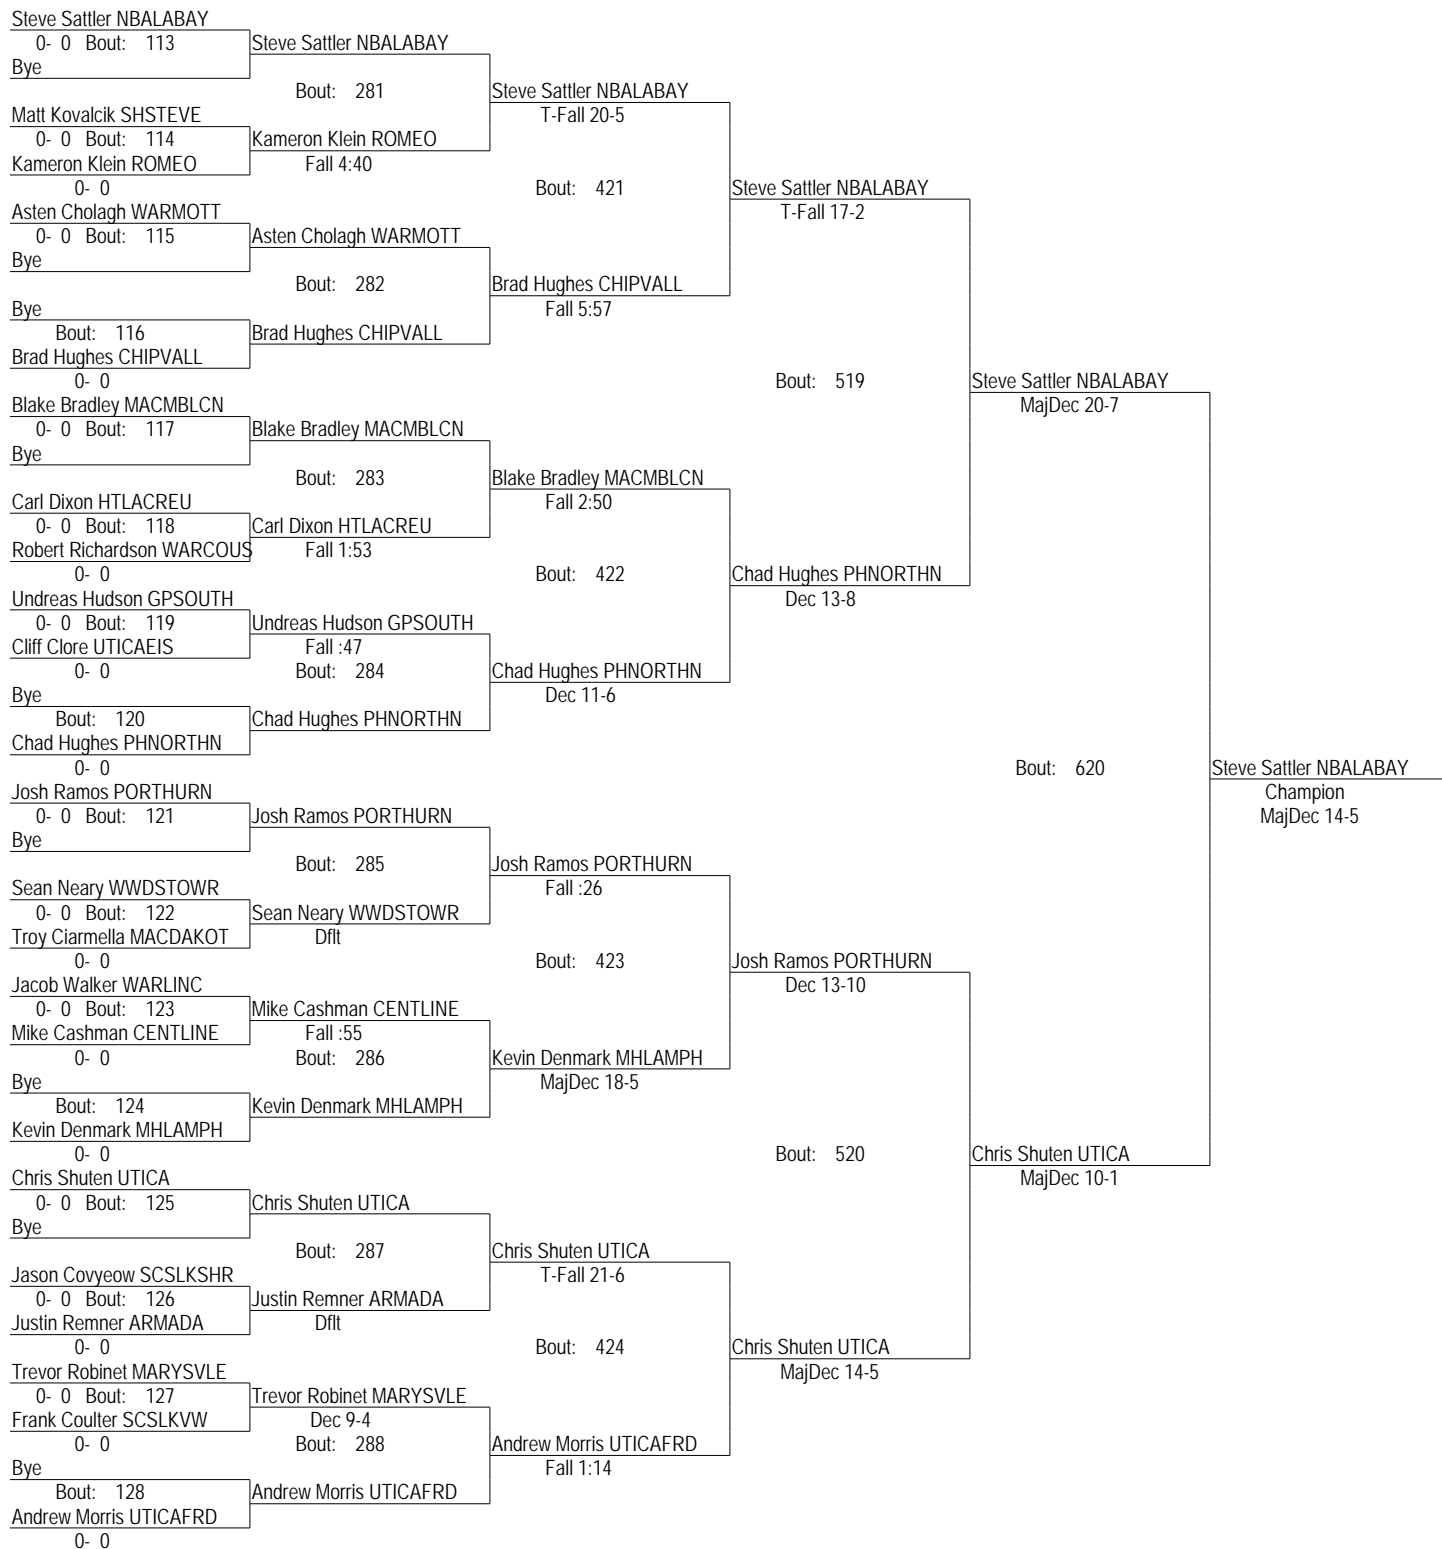 Steve Sattler NBALABAY
0- 0 Bout: 113
Bye
Steve Sattler NBALABAY
Bout: 281
Matt Kovalcik SHSTEVE
0- 0 Bout: 114
Kameron Klein ROMEO
0- 0
Kameron Klein ROMEO
Fall 4:40
Steve Sattler NBALABAY
T-Fall 20-5
Bout: 421
Asten Cholagh WARMOTT
0- 0 Bout: 115
Bye
Asten Cholagh WARMOTT
Bout: 282
Bye
Bout: 116
Brad Hughes CHIPVALL
0- 0
Brad Hughes CHIPVALL
Brad Hughes CHIPVALL
Fall 5:57
Steve Sattler NBALABAY
T-Fall 17-2
Bout: 519
Blake Bradley MACMBLCN
0- 0 Bout: 117
Bye
Blake Bradley MACMBLCN
Bout: 283
Carl Dixon HTLACREU
0- 0 Bout: 118
Robert Richardson WARCOUS
0- 0
Carl Dixon HTLACREU
Fall 1:53
Blake Bradley MACMBLCN
Fall 2:50
Bout: 422
Undreas Hudson GPSOUTH
0- 0 Bout: 119
Cliff Clore UTICAEIS
0- 0
Undreas Hudson GPSOUTH
Fall :47
Bout: 284
Bye
Bout: 120
Chad Hughes PHNORTHN
0- 0
Chad Hughes PHNORTHN
Chad Hughes PHNORTHN
Dec 11-6
Chad Hughes PHNORTHN
Dec 13-8
Steve Sattler NBALABAY
MajDec 20-7
Bout: 620
Steve Sattler NBALABAY
Champion
MajDec 14-5
Josh Ramos PORTHURN
0- 0 Bout: 121
Bye
Josh Ramos PORTHURN
Bout: 285
Sean Neary WWDSTOWR
0- 0 Bout: 122
Troy Ciarmella MACDAKOT
0- 0
Sean Neary WWDSTOWR
Dflt
Josh Ramos PORTHURN
Fall :26
Bout: 423
Jacob Walker WARLINC
0- 0 Bout: 123
Mike Cashman CENTLINE
0- 0
Mike Cashman CENTLINE
Fall :55
Bout: 286
Bye
Bout: 124
Kevin Denmark MHLAMPH
0- 0
Kevin Denmark MHLAMPH
Kevin Denmark MHLAMPH
MajDec 18-5
Josh Ramos PORTHURN
Dec 13-10
Bout: 520
Chris Shuten UTICA
0- 0 Bout: 125
Bye
Chris Shuten UTICA
Bout: 287
Jason Covyeow SCSLKSHR
0- 0 Bout: 126
Justin Remner ARMADA
0- 0
Justin Remner ARMADA
Dflt
Chris Shuten UTICA
T-Fall 21-6
Bout: 424
Trevor Robinet MARYSVLE
0- 0 Bout: 127
Frank Coulter SCSLKVW
0- 0
Trevor Robinet MARYSVLE
Dec 9-4
Bout: 288
Bye
Bout: 128
Andrew Morris UTICAFRD
0- 0
Andrew Morris UTICAFRD
Andrew Morris UTICAFRD
Fall 1:14
Chris Shuten UTICA
MajDec 14-5
Chris Shuten UTICA
MajDec 10-1